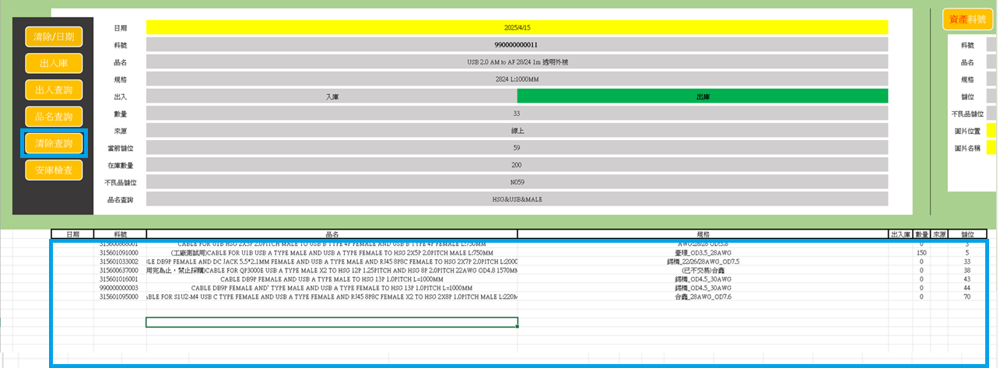 清除/日期
出入庫
出入查詢
品名查詢
清除查詢
安庫檢查
日期 2025/4/15
料號 990000000011
品名 USB 2.0 AM to AF 28/24 1m 透明外被
規格 2824 L:1000MM
出入 入庫 出庫
數量 33
來源 線上
當前儲位 59
在庫數量 200
不良品儲位 N059
品名查詢 HSG&USB&MALE
資產料號
料號
品名
規格
儲位
不良品儲位
圖片位置
圖片名稱
日期 料號 品名 規格 出入庫 數量 來源 儲位
315600868001 CABLE FOR U1B HSG 2X5P 2.0PITCH MALE TO USB B TYPE 4P FEMALE AND USB B TYPE 4P FEMALE L:750MM AWG:28/28 OD:3.8 0 3
315601091000 (工廠測試用)CABLE FOR U1B USB A TYPE MALE AND USB A TYPE FEMALE TO HSG 2X5P 2.0PITCH MALE L:750MM 臺璟_OD3.5_28AWG 150 5
315601033002 BLE DB9P FEMALE AND DC JACK 5.5*2.1MM FEMALE AND USB A TYPE MALE AND RJ45 8P8C FEMALE TO HSG 2X7P 2.0PITCH L:2000 錫樽_22/26/28AWG_OD7.5 0 33
315600637000 用完為止，禁止採購)CABLE FOR QP3000E USB A TYPE MALE X2 TO HSG 12P 1.25PITCH AND HSG 8P 2.0PITCH 22AWG OD4.8 1570MM (已不交易)台鑫 0 38
315601016001 CABLE DB9P FEMALE AND USB A TYPE MALE TO HSG 13P 1.0PITCH L=1000MM 錫樽_OD4.5_30AWG 0 43
990000000003 CABLE DB9P FEMALE AND` TYPE MALE AND USB A TYPE FEMALE TO HSG 13P 1.0PITCH L=1000MM 錫樽_OD4.5_30AWG 0 44
315601095000 ABLE FOR S1U2-M4 USB C TYPE FEMALE AND USB A TYPE FEMALE AND RJ45 8P8C FEMALE X2 TO HSG 2X8P 1.0PITCH MALE L:220M 台鑫_28AWG_OD7.6 0 70